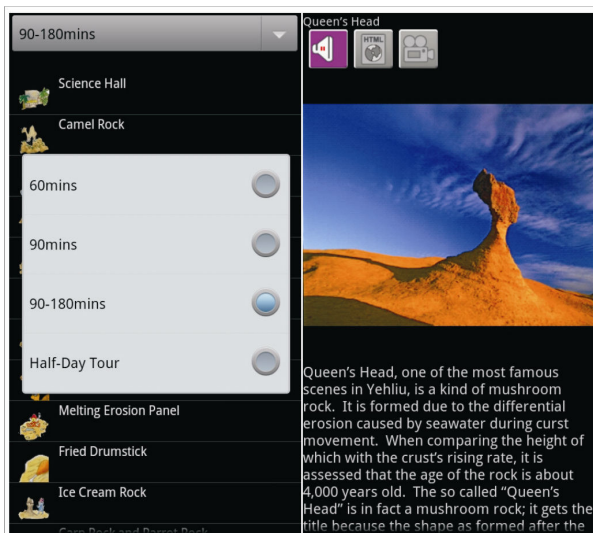 90-180mins
Science Hall
Camel Rock
60mins
90mins
90-180mins
Half-Day Tour
Melting Erosion Panel
Fried Drumstick
Ice Cream Rock
Carp Rock and Parrot Rock
Queen's Head
HTML
Queen's Head, one of the most famous
scenes in Yehliu, is a kind of mushroom
rock. It is formed due to the differential
erosion caused by seawater during curst
movement. When comparing the height of
which with the crust's rising rate, it is
assessed that the age of the rock is about
4,000 years old. The so called "Queen's
Head" is in fact a mushroom rock; it gets the
title because the shape as formed after the